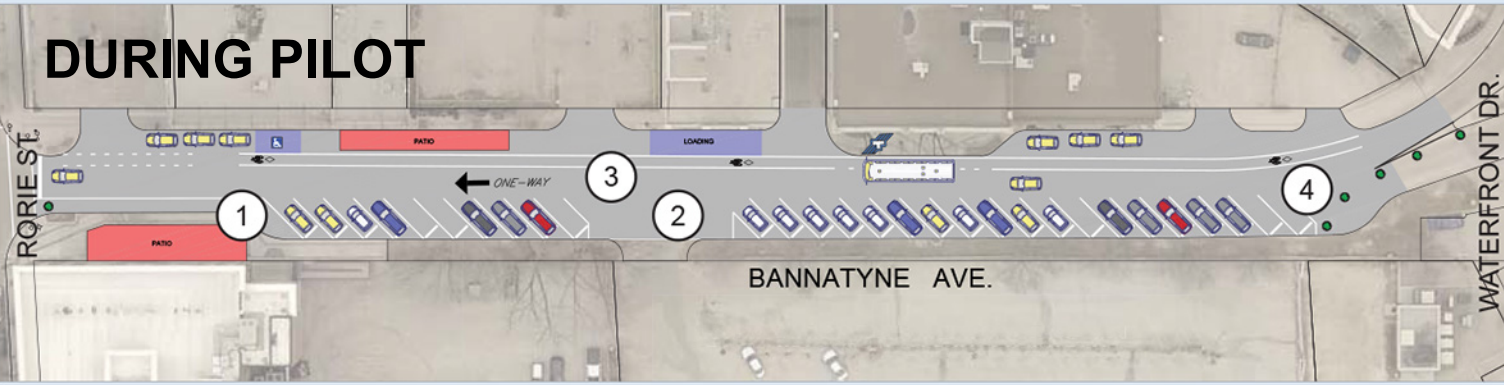 DURING PILOT
RORIE ST.
PATIO
LOADING
T
ONE-WAY
3
1
2
4
PATIO
BANNATYNE AVE.
WATERFRONT DR.